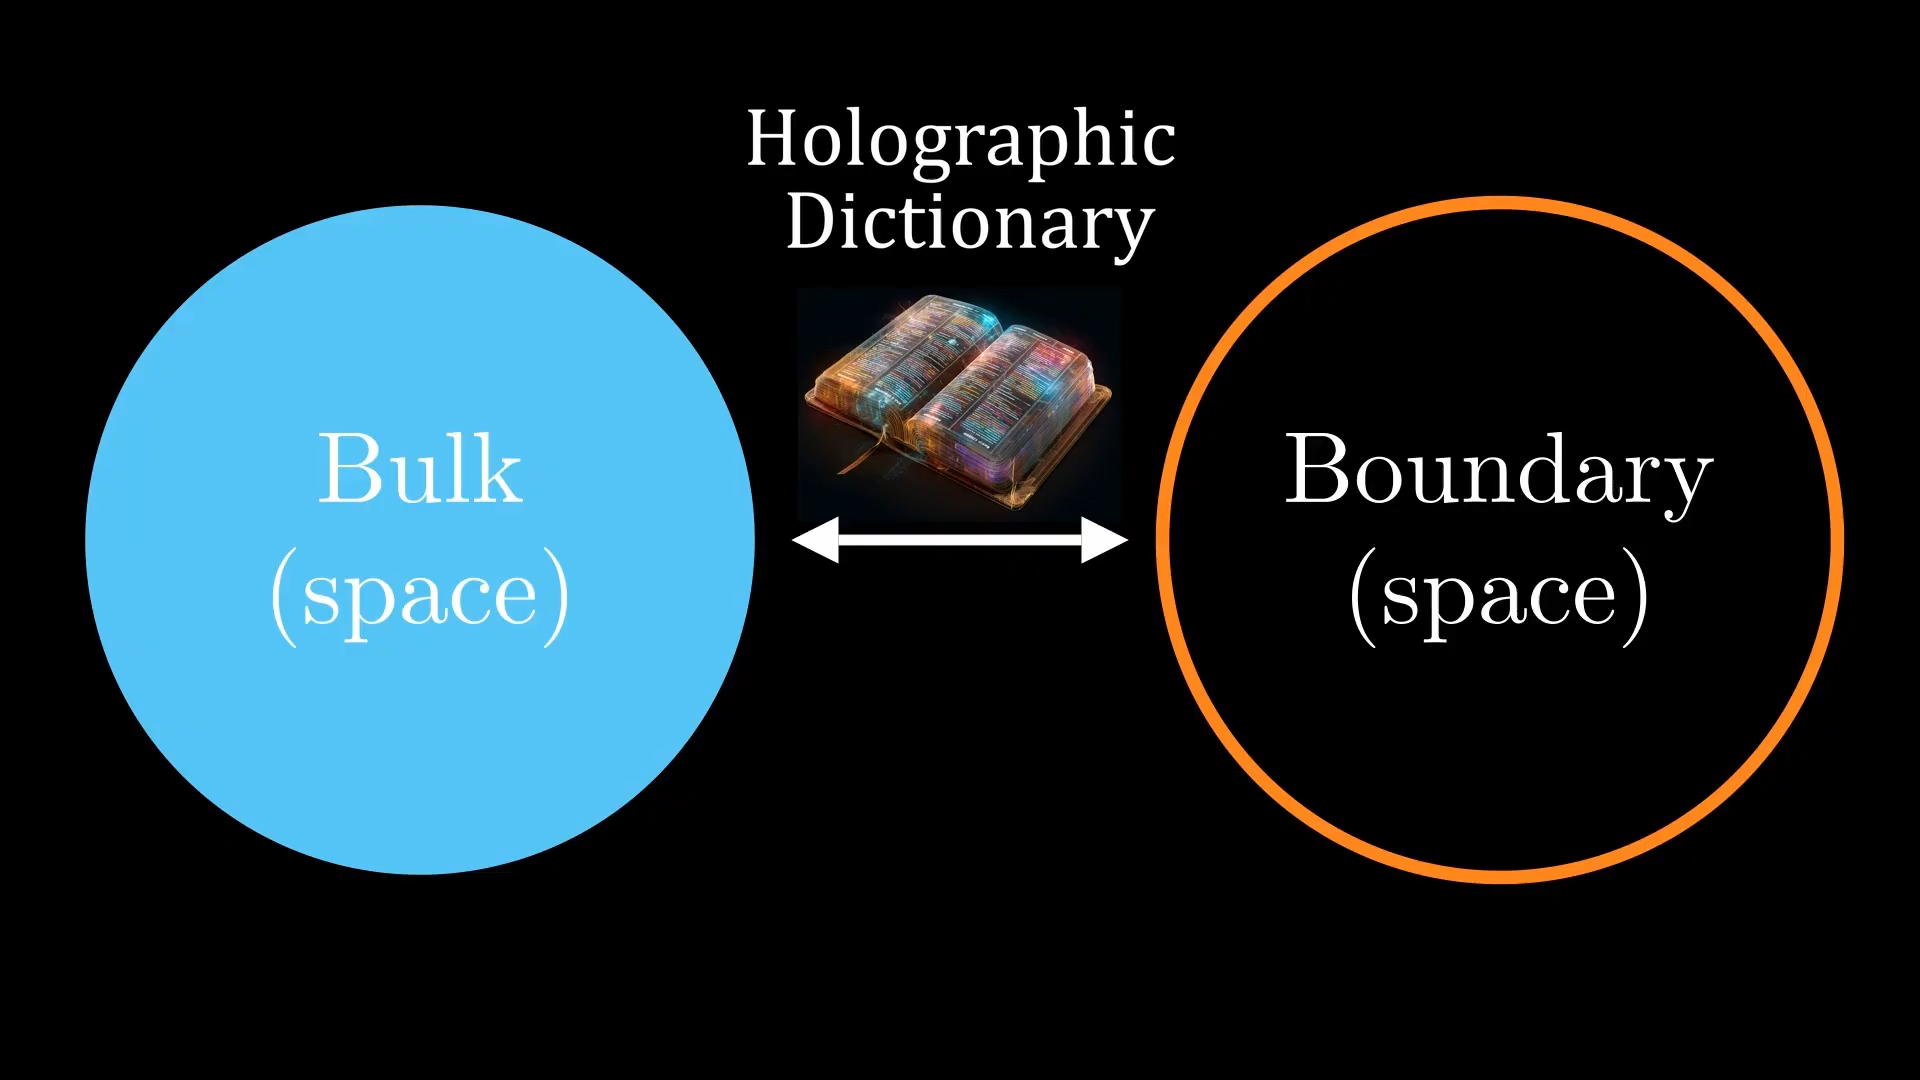 Holographic
Dictionary
Bulk
(space)
Boundary
(space)